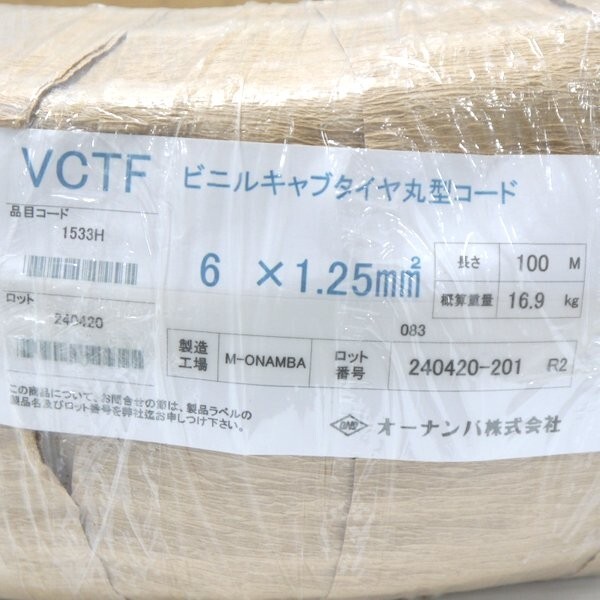 VCTF ビニルキャブタイヤ丸型コード
品目コード
1533H
6 ×1.25mm²
長さ 100 M
概算重量 16.9 kg
ロット
240420
083
製造工場 M-ONAMBA ロット番号 240420-201 R2
この商品について、お問合せの際は、製品ラベルの
製品名及びロット番号を弊社迄お申しつけ下さい。
オーナンバ株式会社